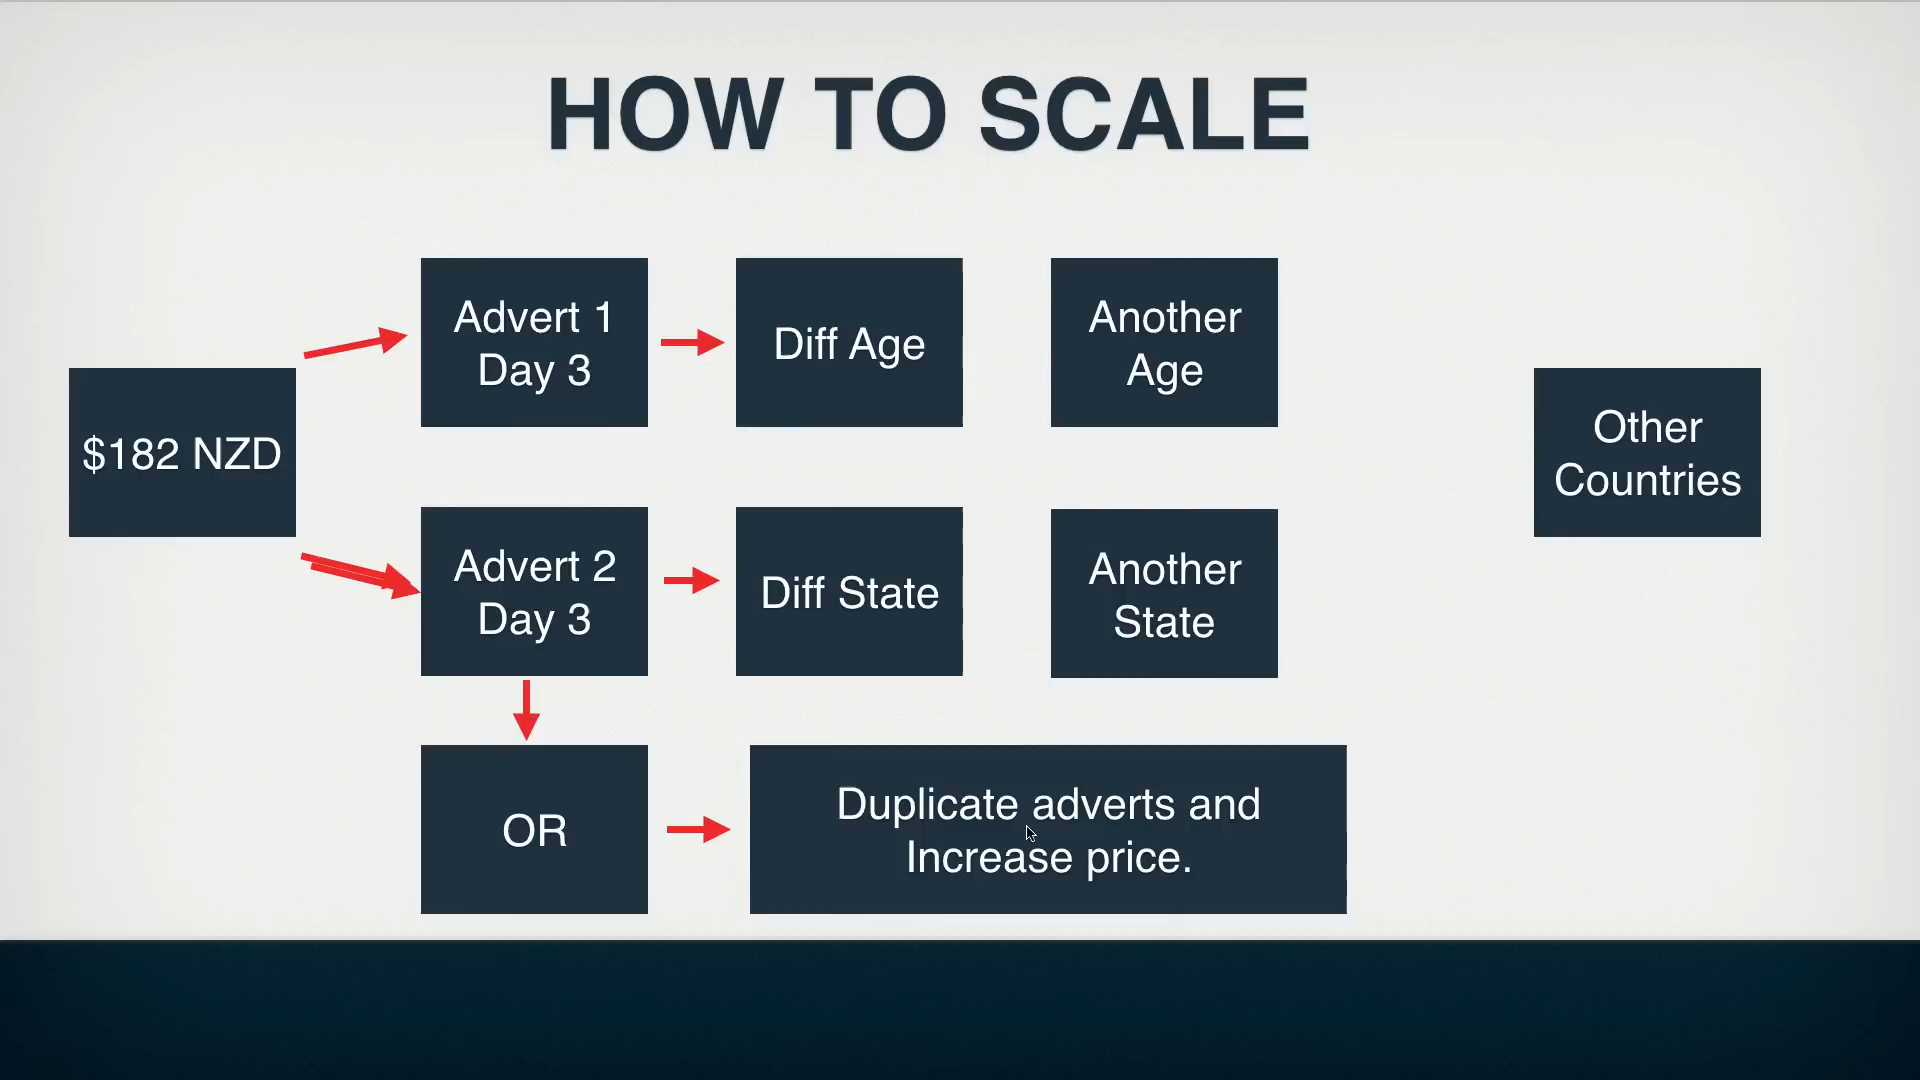 HOW TO SCALE
$182 NZD
Advert 1
Day 3
Diff Age
Another
Age
Advert 2
Day 3
Diff State
Another
State
Other
Countries
OR
Duplicate adverts and
Increase price.